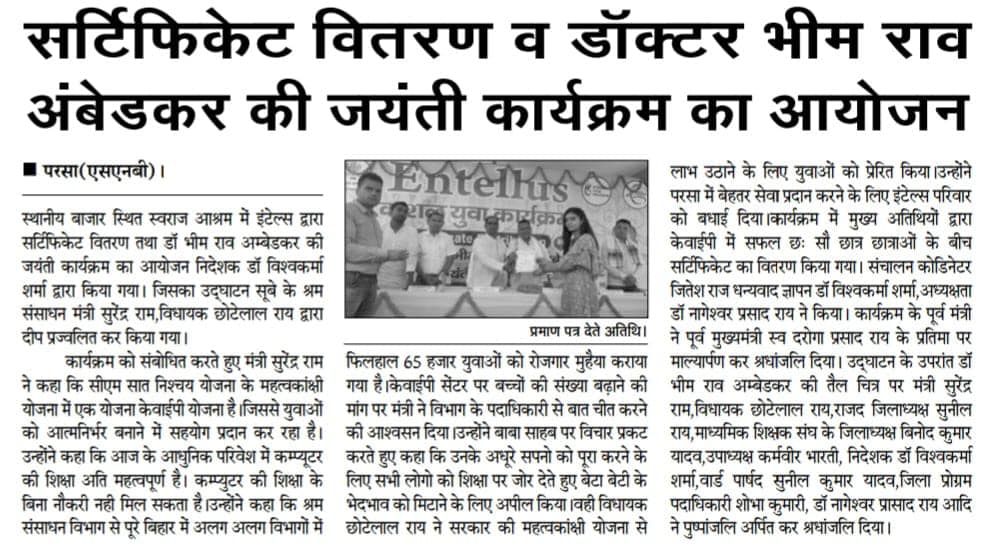 सर्टिफिकेट वितरण व डॉक्टर भीम राव
अंबेडकर की जयंती कार्यक्रम का आयोजन
■ परसा(एसएनबी)।
स्थानीय बाजार स्थित स्वराज आश्रम में इंटेल्स द्वारा
सर्टिफिकेट वितरण तथा डॉ भीम राव अम्बेडकर की
जयंती कार्यक्रम का आयोजन निदेशक डॉ विश्वकर्मा
शर्मा द्वारा किया गया। जिसका उद्घाटन सूबे के श्रम
संसाधन मंत्री सुरेंद्र राम,विधायक छोटेलाल राय द्वारा
दीप प्रज्वलित कर किया गया।
कार्यक्रम को संबोधित करते हुए मंत्री सुरेंद्र राम
ने कहा कि सीएम सात निश्चय योजना के महत्वकांक्षी
योजना में एक योजना केवाईपी योजना है।जिससे युवाओं
को आत्मनिर्भर बनाने में सहयोग प्रदान कर रहा है।
उन्होंने कहा कि आज के आधुनिक परिवेश में कम्प्यूटर
की शिक्षा अति महत्वपूर्ण है। कम्प्युटर की शिक्षा के
बिना नौकरी नही मिल सकता है।उन्होंने कहा कि श्रम
संसाधन विभाग से पूरे बिहार में अलग अलग विभागों में
Entellus
युवा कार्यक्रम
प्रमाण पत्र देते अतिथि।
फिलहाल 65 हजार युवाओं को रोजगार मुहैया कराया
गया है।केवाईपी सेंटर पर बच्चों की संख्या बढ़ाने की
मांग पर मंत्री ने विभाग के पदाधिकारी से बात चीत करने
की आश्वसन दिया।उन्होंने बाबा साहब पर विचार प्रकट
करते हुए कहा कि उनके अधूरे सपनो को पूरा करने के
लिए सभी लोगो को शिक्षा पर जोर देते हुए बेटा बेटी के
भेदभाव को मिटाने के लिए अपील किया।वही विधायक
छोटेलाल राय ने सरकार की महत्वकांक्षी योजना से
लाभ उठाने के लिए युवाओं को प्रेरित किया।उन्होंने
परसा में बेहतर सेवा प्रदान करने के लिए इंटेल्स परिवार
को बधाई दिया।कार्यक्रम में मुख्य अतिथियों द्वारा
केवाईपी में सफल छः सौ छात्र छात्राओं के बीच
सर्टिफिकेट का वितरण किया गया। संचालन कोडिनेटर
जितेश राज धन्यवाद ज्ञापन डॉ विश्वकर्मा शर्मा,अध्यक्षता
डॉ नागेश्वर प्रसाद राय ने किया। कार्यक्रम के पूर्व मंत्री
ने पूर्व मुख्यमंत्री स्व दरोगा प्रसाद राय के प्रतिमा पर
माल्यार्पण कर श्रधांजलि दिया। उद्घाटन के उपरांत डॉ
भीम राव अम्बेडकर की तैल चित्र पर मंत्री सुरेंद्र
राम,विधायक छोटेलाल राय,राजद जिलाध्यक्ष सुनील
राय,माध्यमिक शिक्षक संघ के जिलाध्यक्ष बिनोद कुमार
यादव,उपाध्यक्ष कर्मवीर भारती, निदेशक डॉ विश्वकर्मा
शर्मा,वार्ड पार्षद सुनील कुमार यादव,जिला प्रोग्रम
पदाधिकारी शोभा कुमारी, डॉ नागेश्वर प्रासाद राय आदि
ने पुष्पांजलि अर्पित कर श्रधांजलि दिया।